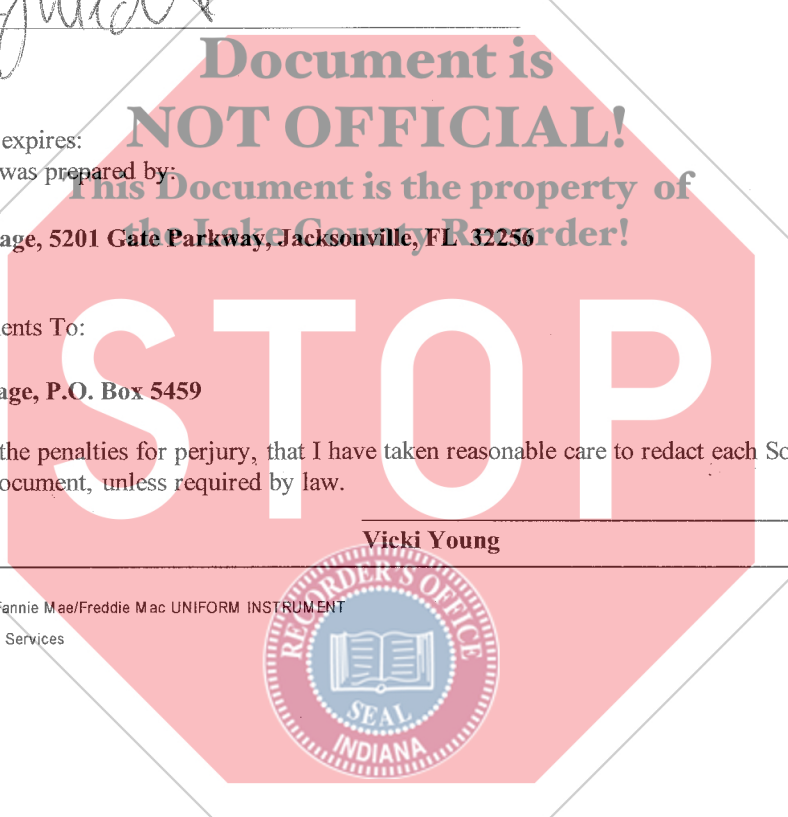 Document is
NOT OFFICIAL!
expires:
was prepared by:
This Document is the property of
the Lake County Recorder!
age, 5201 Gate Parkway, Jacksonville, FL 32256
ents To:
STOP
age, P.O. Box 5459
the penalties for perjury, that I have taken reasonable care to redact each So
ocument, unless required by law.
Vicki Young
RECORDER'S OFFICE
SEAL
INDIANA
Fannie Mae/Freddie Mac UNIFORM INSTRUMENT
Services